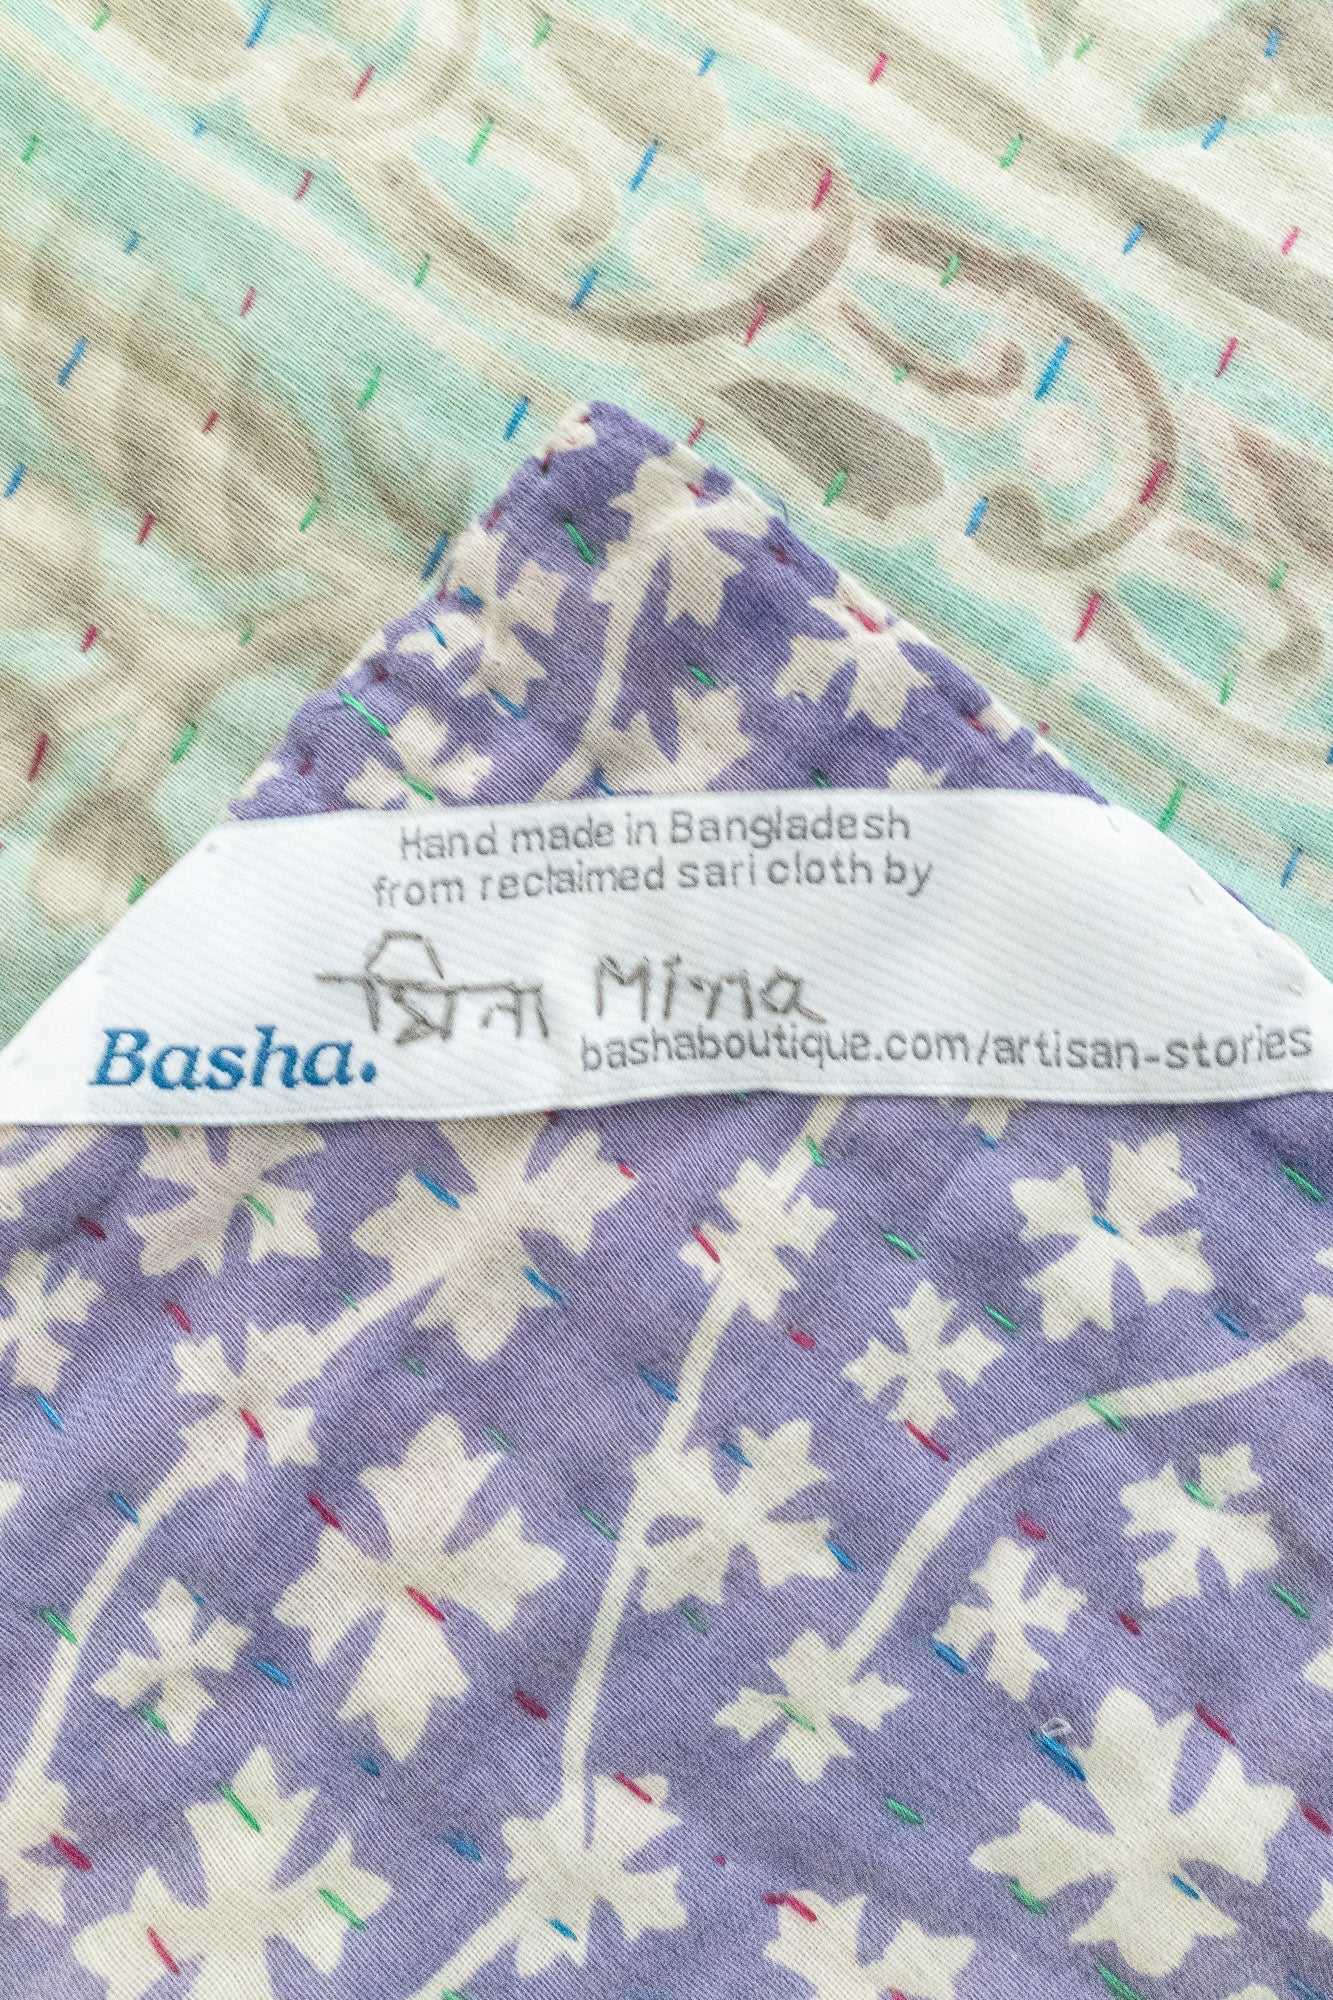 Hand made in Bangladesh
from reclaimed sari cloth by
মিনা Mina
Basha.
bashaboutique.com/artisan-stories